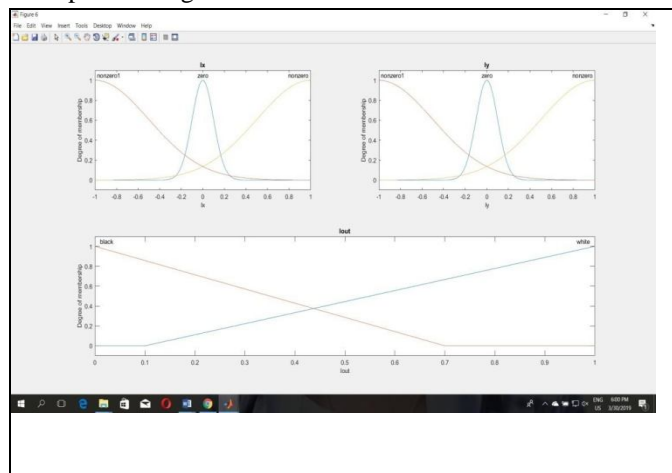 Figure 6
File Edit View Insert Tools Desktop Window Help
Ix
nonzero1 zero nonzero
Degree of membership
1
0.8
0.6
0.4
0.2
0
-1 -0.8 -0.6 -0.4 -0.2 0 0.2 0.4 0.6 0.8 1
Ix
Iy
nonzero1 zero nonzero
Degree of membership
1
0.8
0.6
0.4
0.2
0
-1 -0.8 -0.6 -0.4 -0.2 0 0.2 0.4 0.6 0.8 1
Iy
Iout
black white
Degree of membership
1
0.8
0.6
0.4
0.2
0
0 0.1 0.2 0.3 0.4 0.5 0.6 0.7 0.8 0.9 1
Iout
ENG 6:00 PM
US 3/30/2019